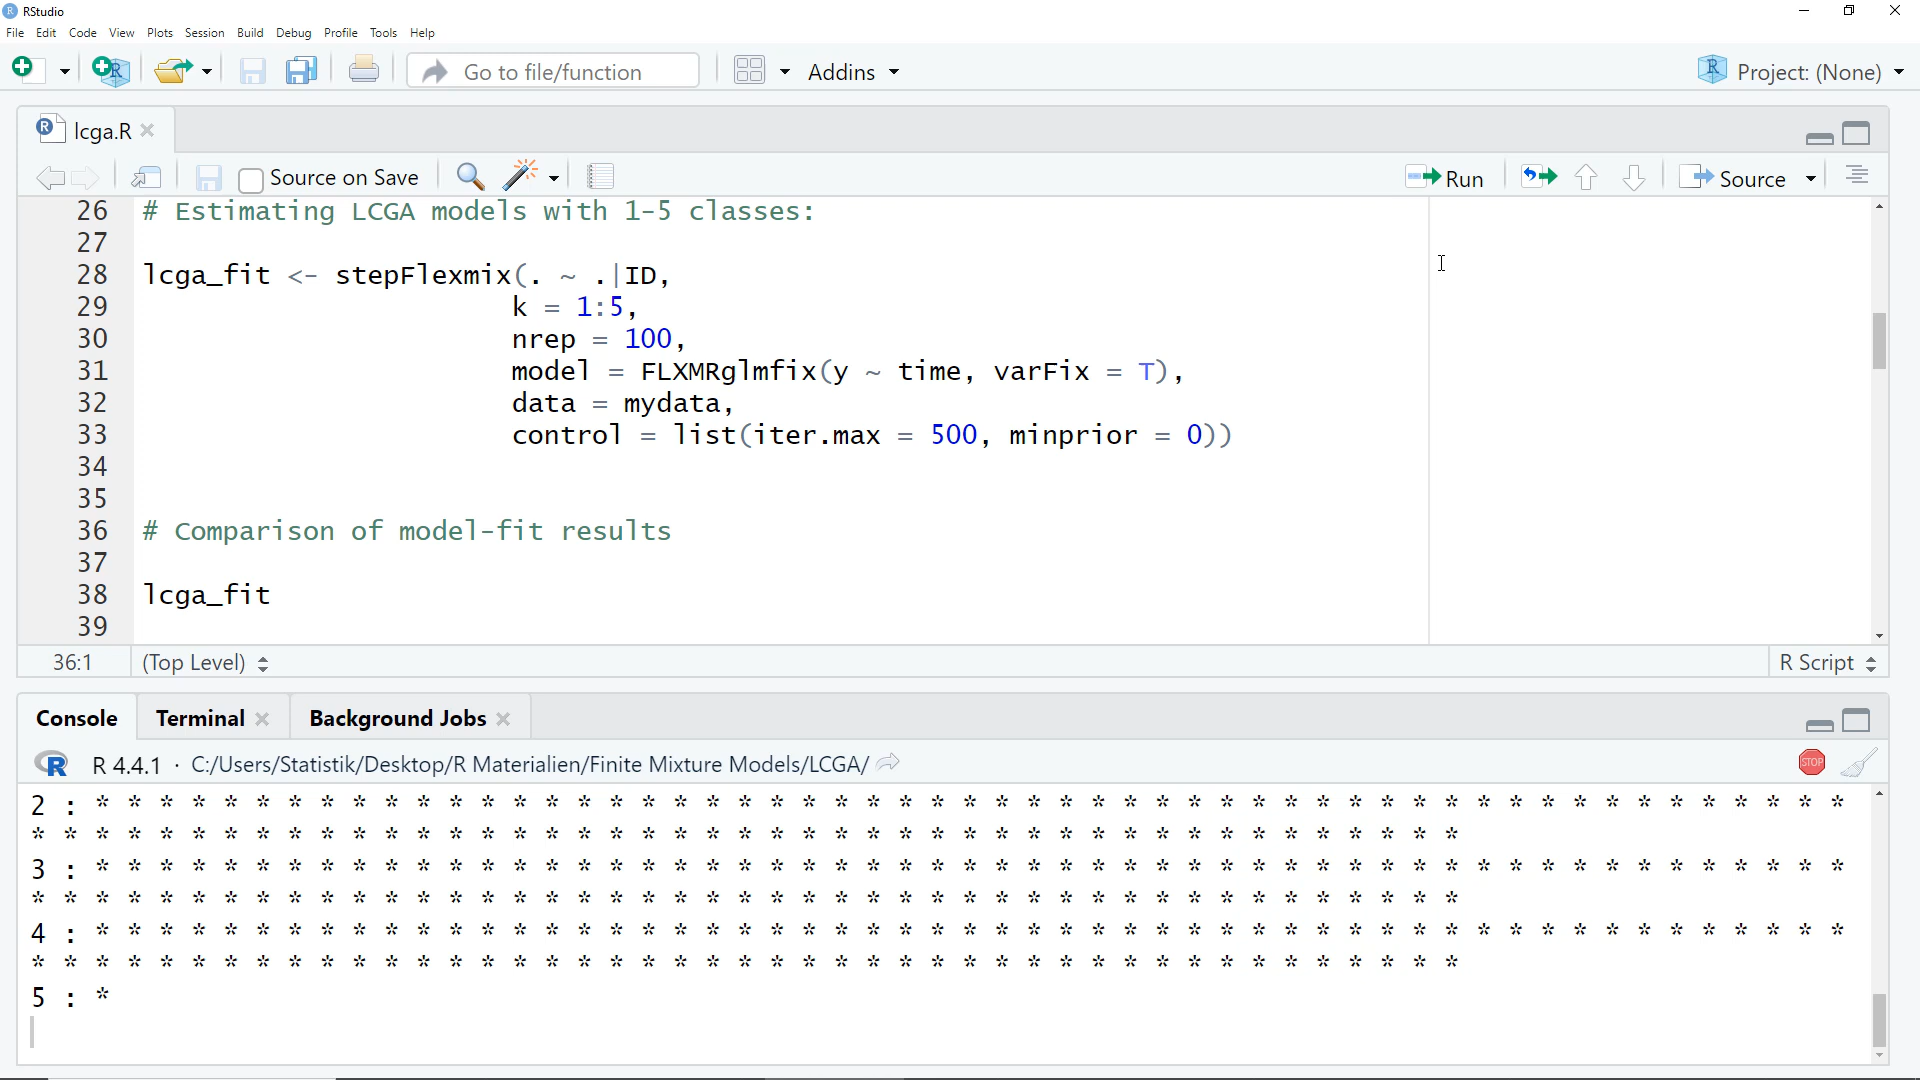 RStudio
File Edit Code View Plots Session Build Debug Profile Tools Help
Go to file/function Addins Project: (None)
lcga.R
Source on Save Run Source
26 # Estimating LCGA models with 1-5 classes:
27
28 lcga_fit <- stepFlexmix(. ~ .|ID,
29 k = 1:5,
30 nrep = 100,
31 model = FLXMRglmfix(y ~ time, varFix = T),
32 data = mydata,
33 control = list(iter.max = 500, minprior = 0))
34
35
36 # Comparison of model-fit results
37
38 lcga_fit
39
36:1 (Top Level) R Script
Console Terminal Background Jobs
R 4.4.1 · C:/Users/Statistik/Desktop/R Materialien/Finite Mixture Models/LCGA/ STOP
2 : * * * * * * * * * * * * * * * * * * * * * * * * * * * * * * * * * * * * * * * * * * * * * * * * * * * * * * *
* * * * * * * * * * * * * * * * * * * * * * * * * * * * * * * * * * * * * * * * * * * * *
3 : * * * * * * * * * * * * * * * * * * * * * * * * * * * * * * * * * * * * * * * * * * * * * * * * * * * * * * *
* * * * * * * * * * * * * * * * * * * * * * * * * * * * * * * * * * * * * * * * * * * * *
4 : * * * * * * * * * * * * * * * * * * * * * * * * * * * * * * * * * * * * * * * * * * * * * * * * * * * * * * *
* * * * * * * * * * * * * * * * * * * * * * * * * * * * * * * * * * * * * * * * * * * * *
5 : *